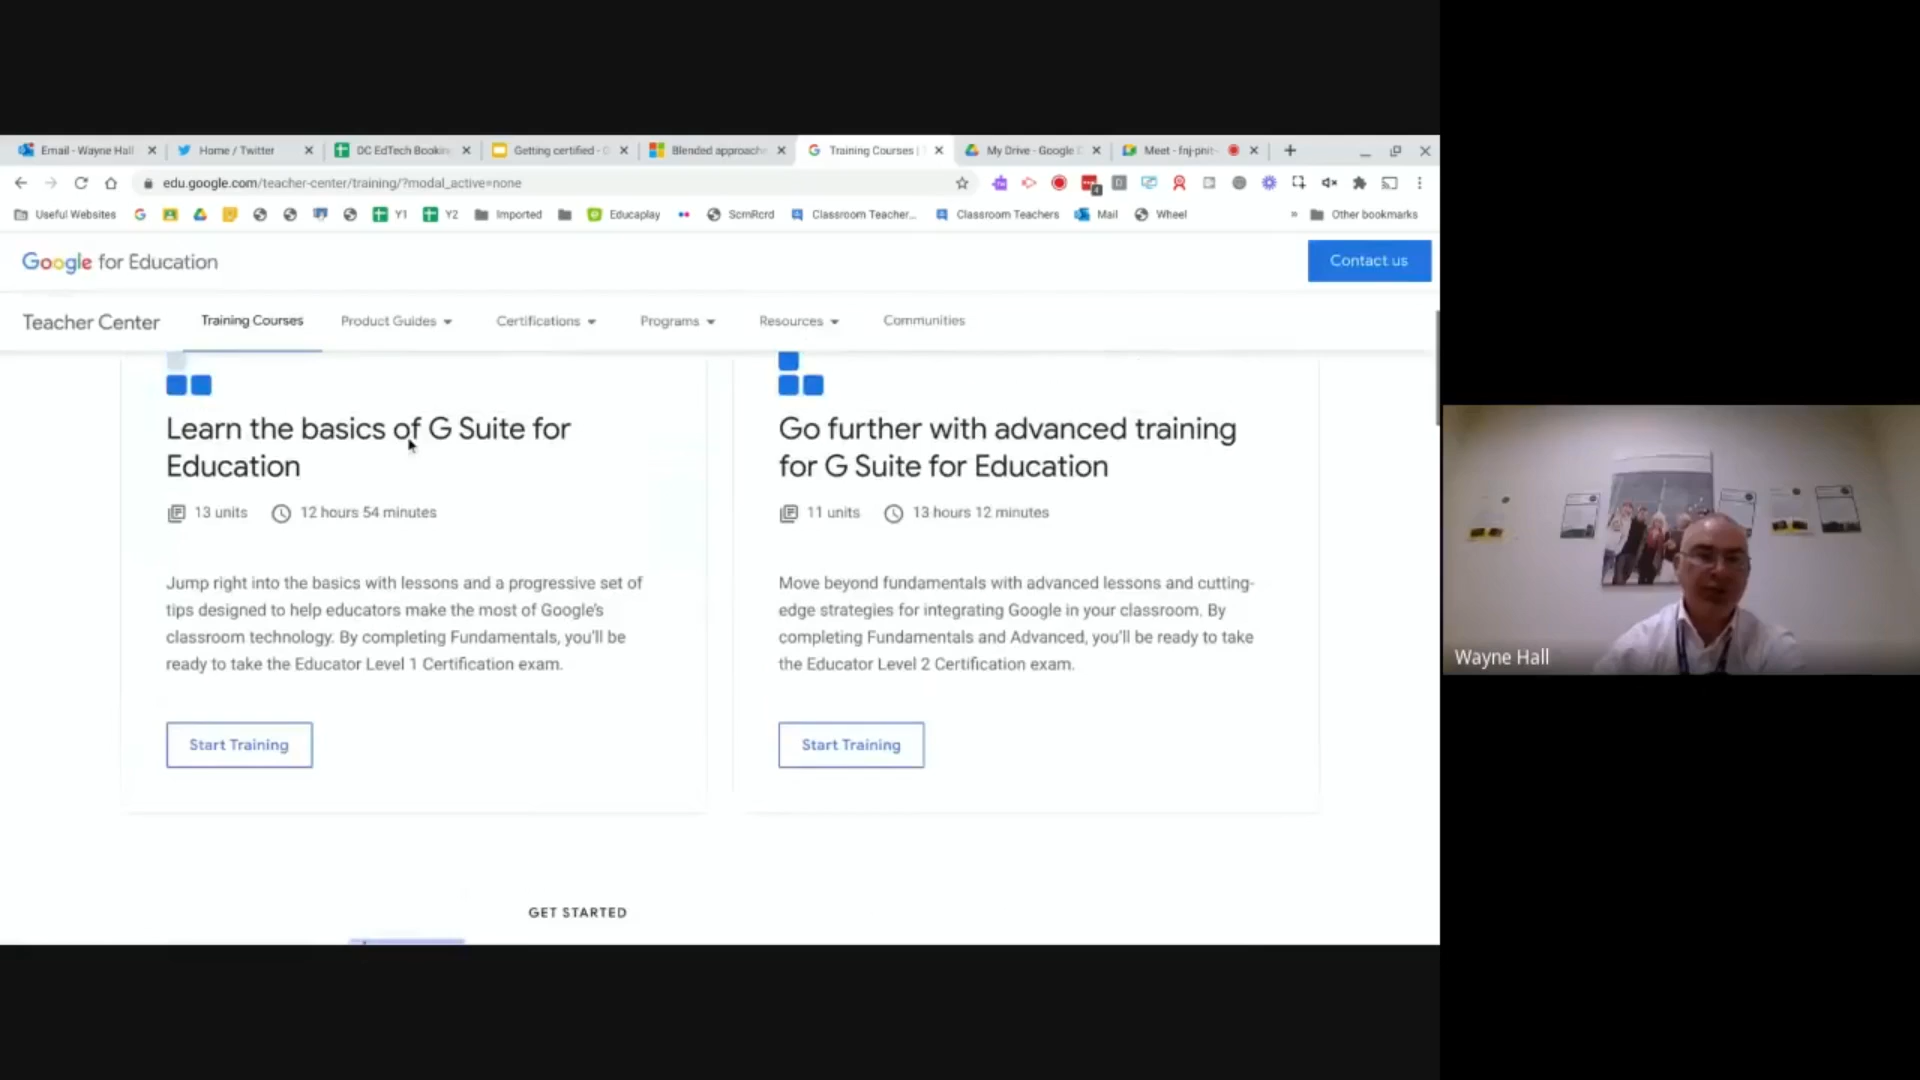 Email - Wayne Hall
Home / Twitter
DC EdTech Bookin
Getting certified - D
Blended approache
Training Courses |
My Drive - Google D
Meet - fnj-pnit-
edu.google.com/teacher-center/training/?modal_active=none
Useful Websites
Y1
Y2
Imported
Educaplay
ScrnRcrd
Classroom Teacher...
Classroom Teachers
Mail
Wheel
»
Other bookmarks
Google for Education
Contact us
Teacher Center
Training Courses
Product Guides
Certifications
Programs
Resources
Communities
Learn the basics of G Suite for
Education
13 units
12 hours 54 minutes
Jump right into the basics with lessons and a progressive set of
tips designed to help educators make the most of Google's
classroom technology. By completing Fundamentals, you'll be
ready to take the Educator Level 1 Certification exam.
Start Training
Go further with advanced training
for G Suite for Education
11 units
13 hours 12 minutes
Move beyond fundamentals with advanced lessons and cutting-
edge strategies for integrating Google in your classroom. By
completing Fundamentals and Advanced, you'll be ready to take
the Educator Level 2 Certification exam.
Start Training
GET STARTED
Wayne Hall